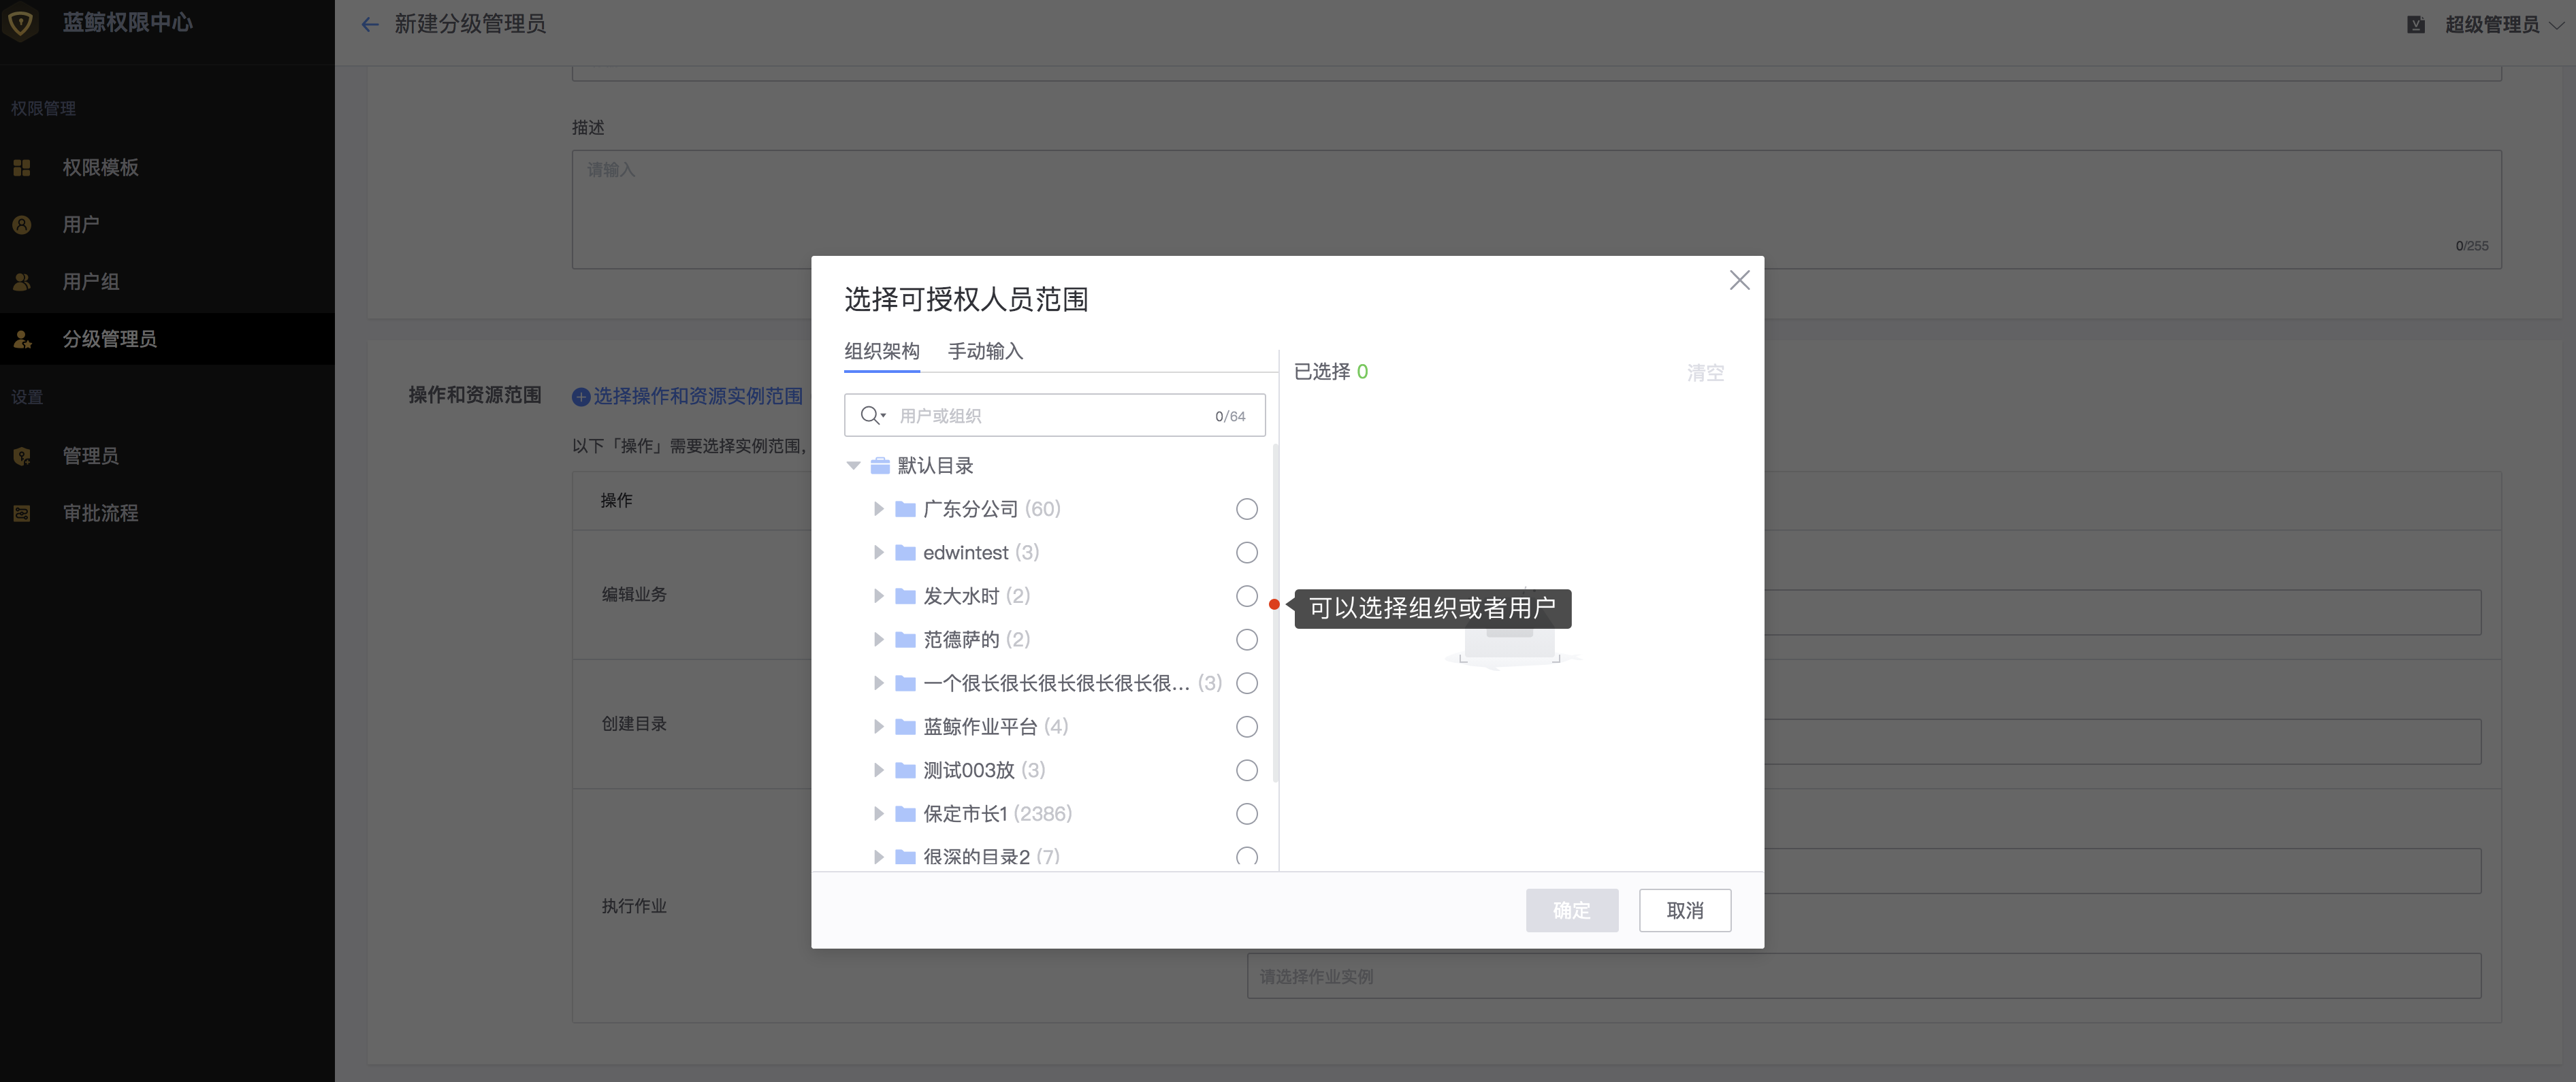 蓝鲸权限中心
新建分级管理员
超级管理员
权限管理
权限模板
用户
用户组
分级管理员
设置
管理员
审批流程
描述
请输入
0/255
操作和资源范围
选择操作和资源实例范围
以下「操作」需要选择实例范围，
操作
编辑业务
创建目录
执行作业
请选择作业实例
选择可授权人员范围
组织架构
手动输入
用户或组织
0/64
默认目录
广东分公司 (60)
edwintest (3)
发大水时 (2)
范德萨的 (2)
一个很长很长很长很长很长很... (3)
蓝鲸作业平台 (4)
测试003放 (3)
保定市长1 (2386)
很深的目录2 (7)
已选择 0
清空
可以选择组织或者用户
确定
取消